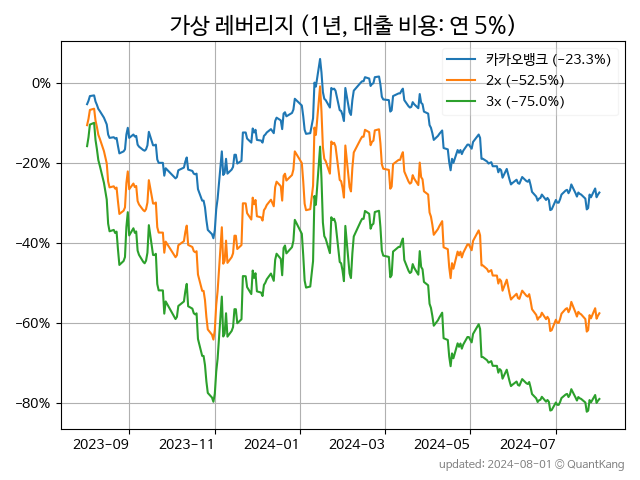 가상 레버리지 (1년, 대출 비용: 연 5%)
카카오뱅크 (−23.3%)
2x (−52.5%)
3x (−75.0%)
0%
−20%
−40%
−60%
−80%
2023−09 2023−11 2024−01 2024−03 2024−05 2024−07
updated: 2024−08−01 ⓒ QuantKang